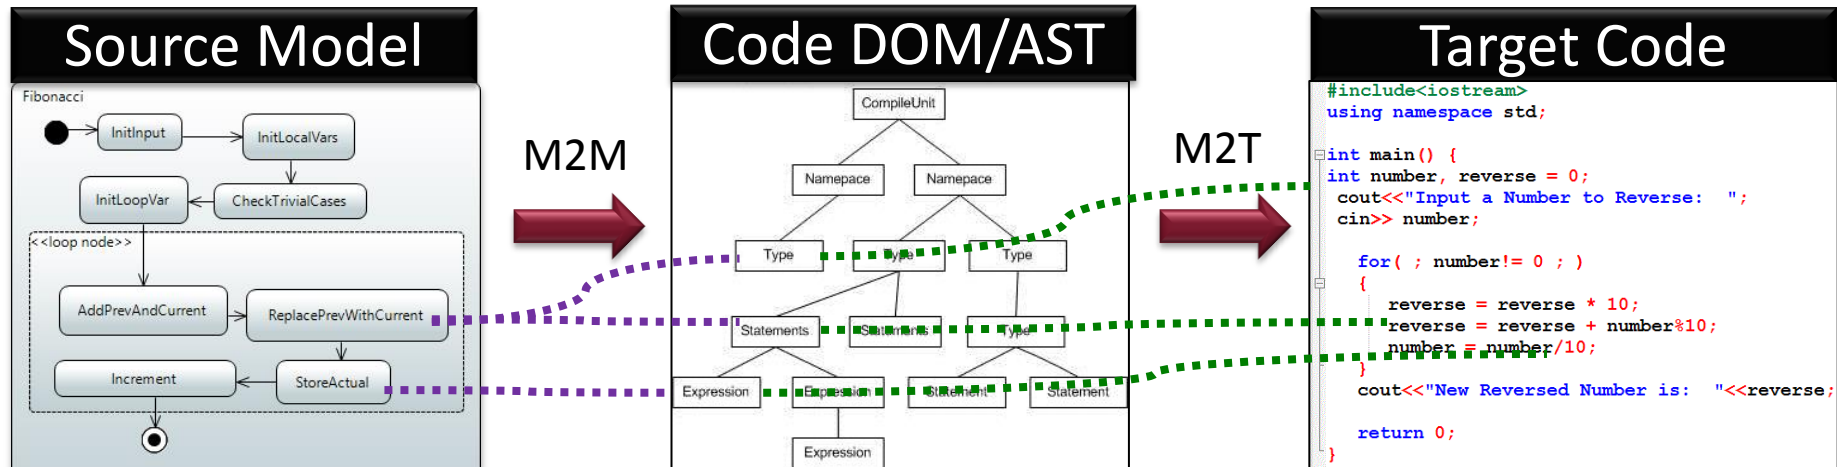 Source Model
Fibonacci
InitInput
InitLocalVars
InitLoopVar
CheckTrivialCases
<<loop node>>
AddPrevAndCurrent
ReplacePrevWithCurrent
Increment
StoreActual
M2M
Code DOM/AST
CompileUnit
Namepace
Namepace
Type
Type
Type
Statements
Statements
Type
Expression
Expression
Statement
Statement
Expression
M2T
Target Code
#include<iostream>
using namespace std;
int main() {
int number, reverse = 0;
cout<<"Input a Number to Reverse:  ";
cin>> number;
for( ; number!= 0 ; )
{
reverse = reverse * 10;
reverse = reverse + number%10;
number = number/10;
}
cout<<"New Reversed Number is:  "<<reverse;
return 0;
}